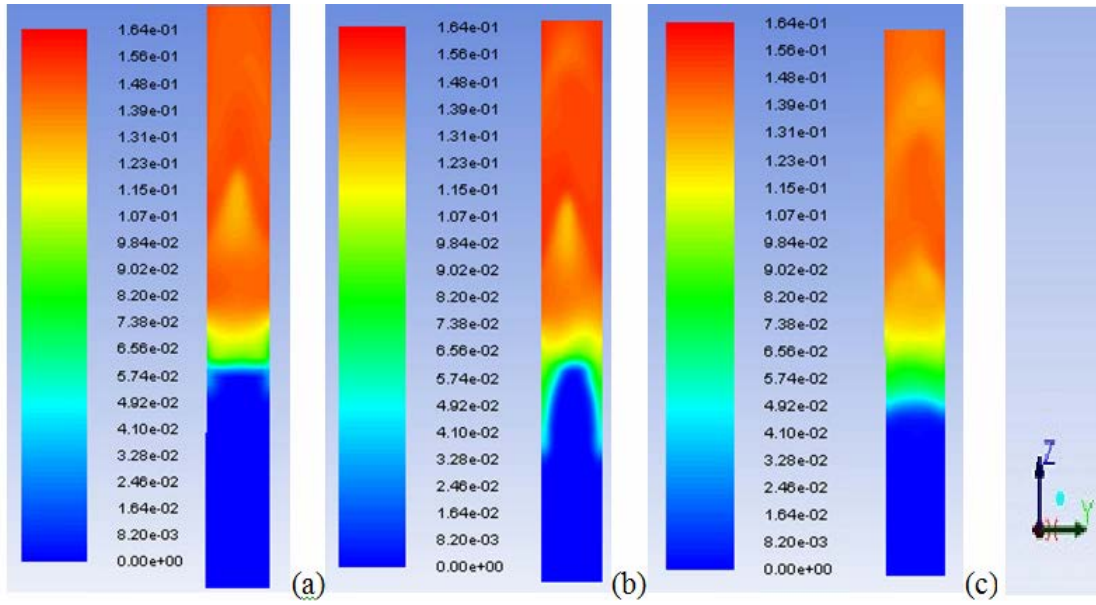 1.64e-01
1.56e-01
1.48e-01
1.39e-01
1.31e-01
1.23e-01
1.15e-01
1.07e-01
9.84e-02
9.02e-02
8.20e-02
7.38e-02
6.56e-02
5.74e-02
4.92e-02
4.10e-02
3.28e-02
2.46e-02
1.64e-02
8.20e-03
0.00e+00
(a)
1.64e-01
1.56e-01
1.48e-01
1.39e-01
1.31e-01
1.23e-01
1.15e-01
1.07e-01
9.84e-02
9.02e-02
8.20e-02
7.38e-02
6.56e-02
5.74e-02
4.92e-02
4.10e-02
3.28e-02
2.46e-02
1.64e-02
8.20e-03
0.00e+00
(b)
1.64e-01
1.56e-01
1.48e-01
1.39e-01
1.31e-01
1.23e-01
1.15e-01
1.07e-01
9.84e-02
9.02e-02
8.20e-02
7.38e-02
6.56e-02
5.74e-02
4.92e-02
4.10e-02
3.28e-02
2.46e-02
1.64e-02
8.20e-03
0.00e+00
(c)
Z
X Y